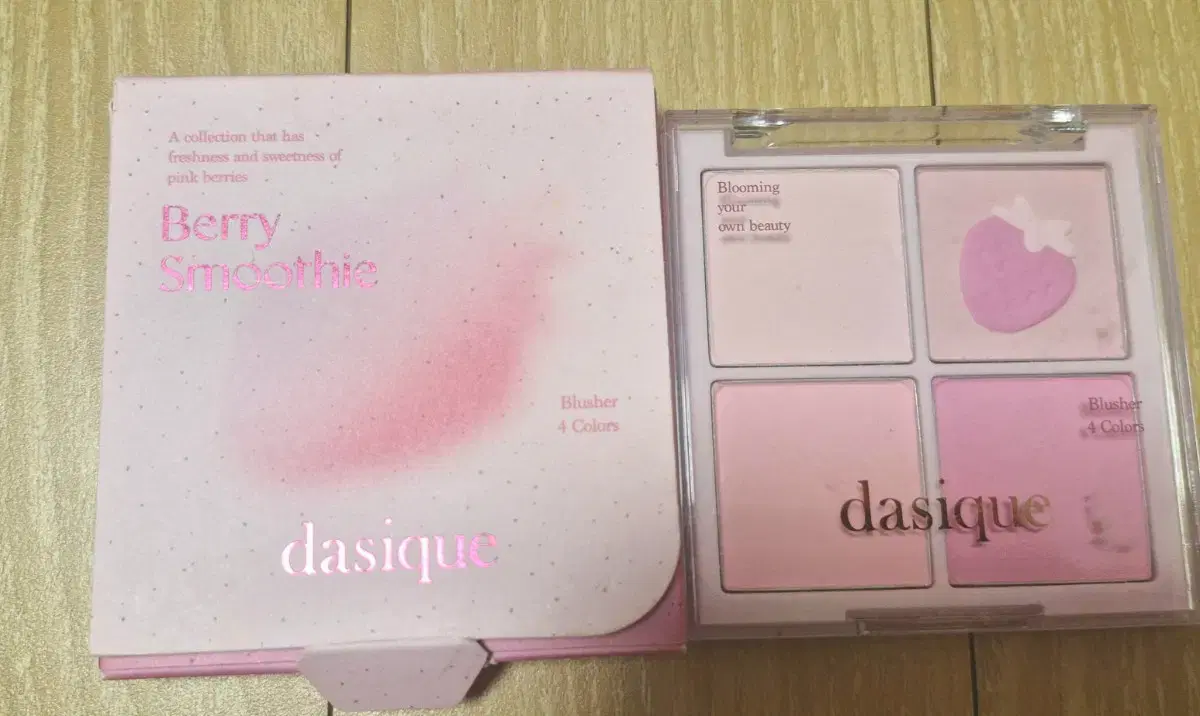 A collection that has
freshness and sweetness of
pink berries
Berry
Smoothie
Blusher
4 Colors
dasique
Blooming
your
own beauty
Blusher
4 Colors
dasique